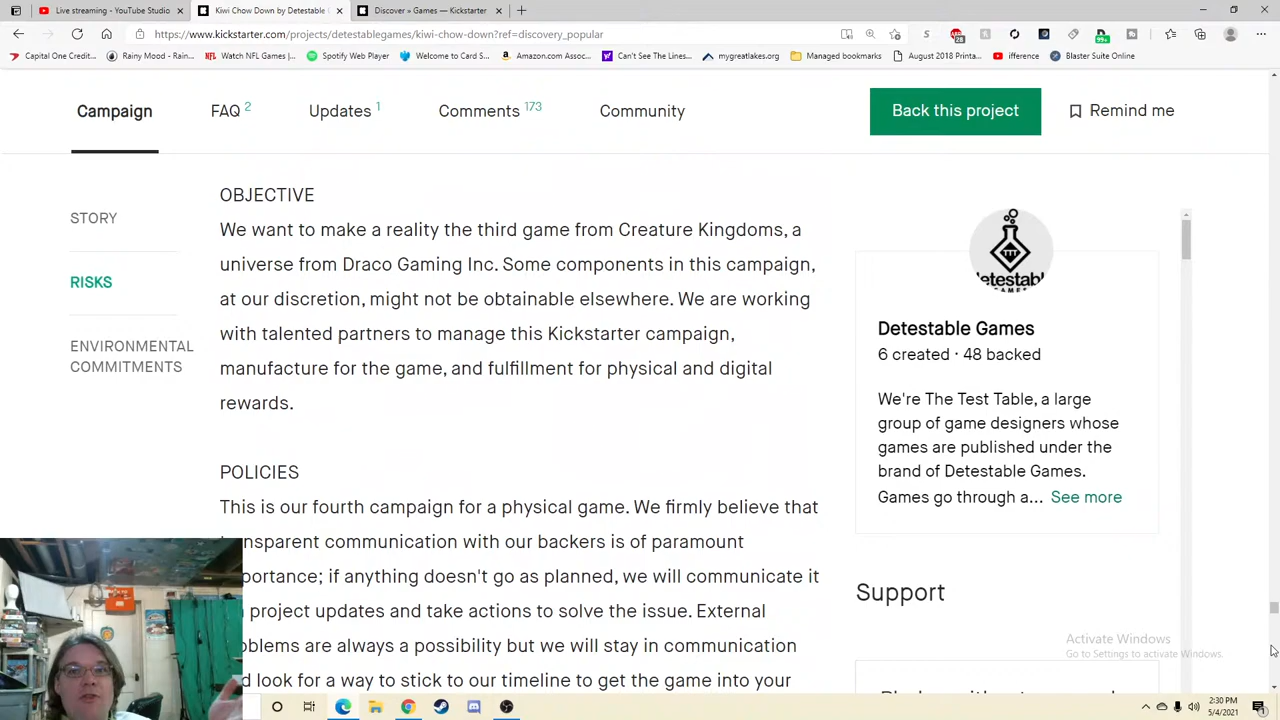 Live streaming - YouTube Studio
Kiwi Chow Down by Detestable
Discover » Games — Kickstarter
https://www.kickstarter.com/projects/detestablegames/kiwi-chow-down?ref=discovery_popular
28
99+
Capital One Credit...
Rainy Mood - Rainy...
Watch NFL Games |...
Spotify Web Player
Welcome to Card S...
Amazon.com Assoc...
Can't See The Lines...
mygreatlakes.org
Managed bookmarks
August 2018 Printa...
ifference
Blaster Suite Online
Campaign
FAQ 2
Updates 1
Comments 173
Community
Back this project
Remind me
STORY
RISKS
ENVIRONMENTAL
COMMITMENTS
OBJECTIVE
We want to make a reality the third game from Creature Kingdoms, a
universe from Draco Gaming Inc. Some components in this campaign,
at our discretion, might not be obtainable elsewhere. We are working
with talented partners to manage this Kickstarter campaign,
manufacture for the game, and fulfillment for physical and digital
rewards.
POLICIES
This is our fourth campaign for a physical game. We firmly believe that
nsparent communication with our backers is of paramount
portance; if anything doesn't go as planned, we will communicate it
project updates and take actions to solve the issue. External
oblems are always a possibility but we will stay in communication
d look for a way to stick to our timeline to get the game into your
Detestable Games
6 created · 48 backed
We're The Test Table, a large
group of game designers whose
games are published under the
brand of Detestable Games.
Games go through a... See more
Support
Activate Windows
Go to Settings to activate Windows.
2:30 PM
5/4/2021